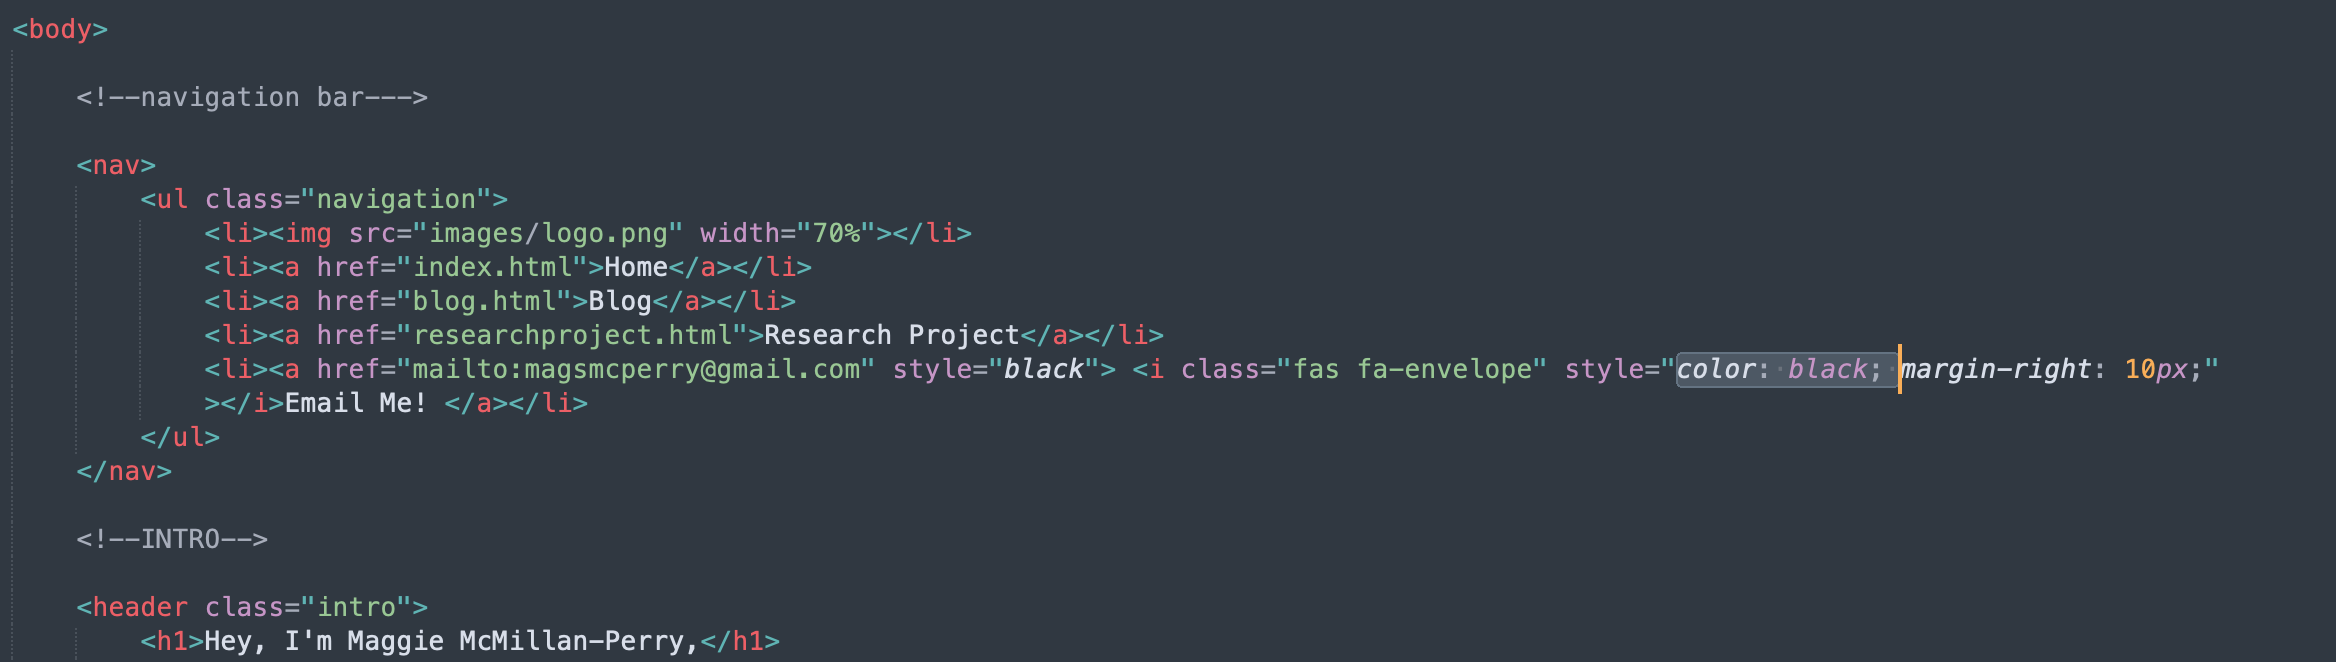 <body>
<!--navigation bar--->
<nav>
<ul class="navigation">
<li><img src="images/logo.png" width="70%"></li>
<li><a href="index.html">Home</a></li>
<li><a href="blog.html">Blog</a></li>
<li><a href="researchproject.html">Research Project</a></li>
<li><a href="mailto:magsmcperry@gmail.com" style="black"> <i class="fas fa-envelope" style="color: black; margin-right: 10px;"
></i>Email Me! </a></li>
</ul>
</nav>
<!--INTRO-->
<header class="intro">
<h1>Hey, I'm Maggie McMillan-Perry,</h1>